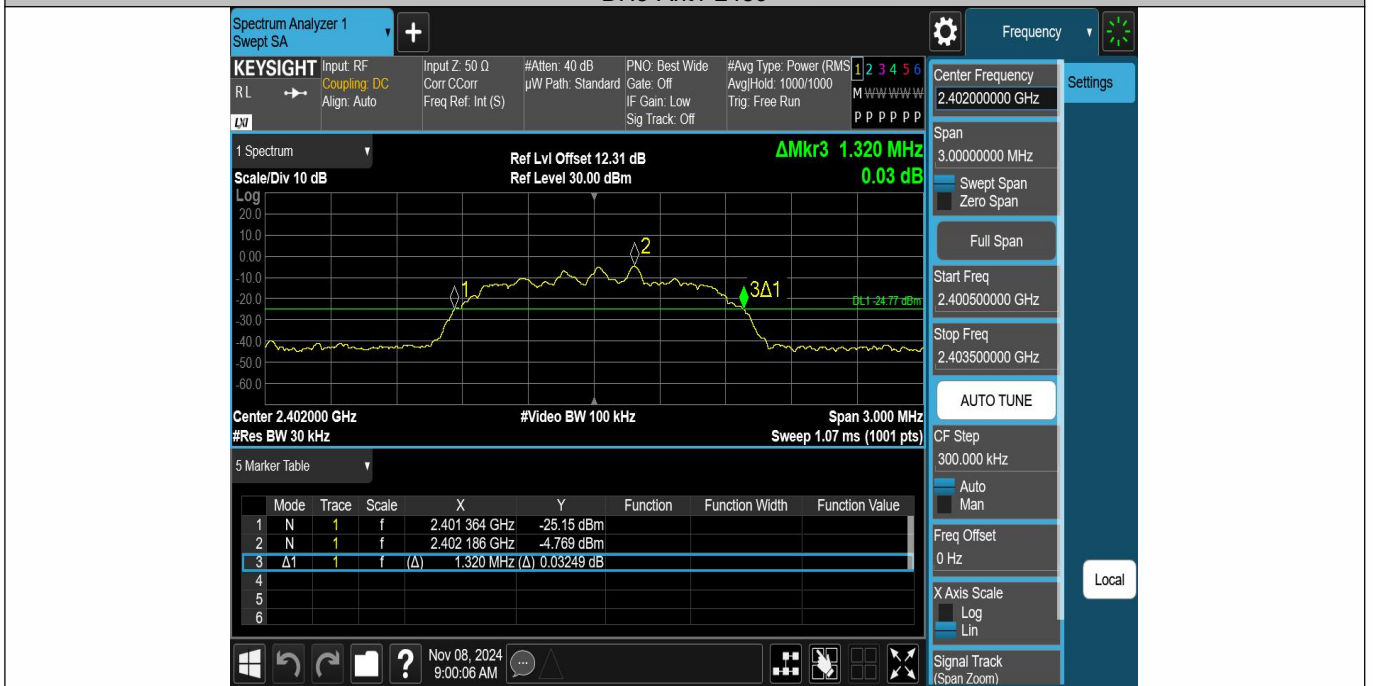 Spectrum Analyzer 1
Swept SA
+
Frequency
KEYSIGHT
RL
LXI
Input: RF
Coupling: DC
Align: Auto
Input Z: 50 Ω
Corr CCorr
Freq Ref: Int (S)
#Atten: 40 dB
µW Path: Standard
PNO: Best Wide
Gate: Off
IF Gain: Low
Sig Track: Off
#Avg Type: Power (RMS
Avg|Hold: 1000/1000
Trig: Free Run
1 2 3 4 5 6
M W W W W W
P P P P P P
1 Spectrum
Scale/Div 10 dB
Ref Lvl Offset 12.31 dB
Ref Level 30.00 dBm
ΔMkr3 1.320 MHz
0.03 dB
Log
20.0
10.0
0.00
-10.0
-20.0
-30.0
-40.0
-50.0
-60.0
1
2
3Δ1
DL1 -24.77 dBm
Center 2.402000 GHz
#Res BW 30 kHz
#Video BW 100 kHz
Span 3.000 MHz
Sweep 1.07 ms (1001 pts)
5 Marker Table
Mode Trace Scale X Y Function Function Width Function Value
1 N 1 f 2.401 364 GHz -25.15 dBm
2 N 1 f 2.402 186 GHz -4.769 dBm
3 Δ1 1 f (Δ) 1.320 MHz (Δ) 0.03249 dB
4
5
6
?
Nov 08, 2024
9:00:06 AM
Center Frequency
2.402000000 GHz
Span
3.00000000 MHz
Swept Span
Zero Span
Full Span
Start Freq
2.400500000 GHz
Stop Freq
2.403500000 GHz
AUTO TUNE
CF Step
300.000 kHz
Auto
Man
Freq Offset
0 Hz
X Axis Scale
Log
Lin
Signal Track
(Span Zoom)
Settings
Local